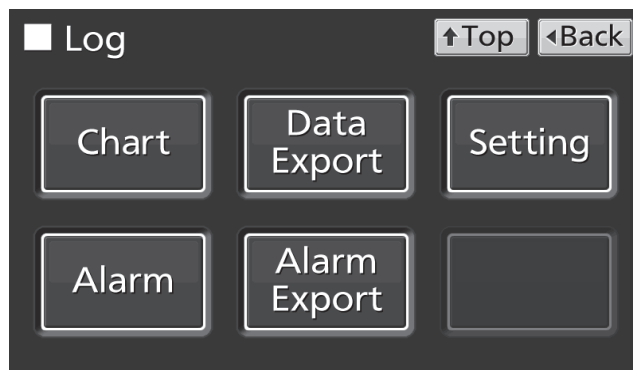 Log
↑Top
◂Back
Chart
Data
Export
Setting
Alarm
Alarm
Export